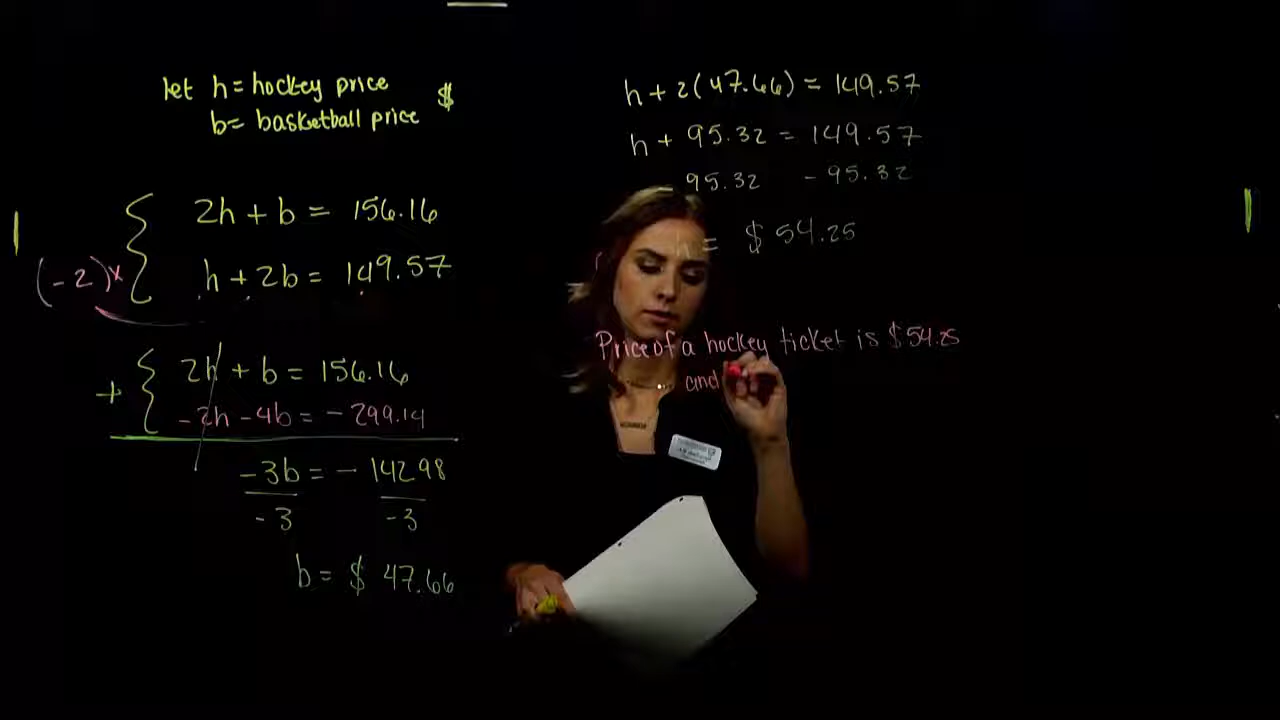 let h = hockey price
b = basketball price $
2h + b = 156.16
(-2)x h + 2b = 149.57
2h + b = 156.16
+ -2h - 4b = - 299.14
-3b = - 142.98
-3 -3
b = $ 47.66
h + 2(47.66) = 149.57
h + 95.32 = 149.57
- 95.32 - 95.32
h = $ 54.25
Price of a hockey ticket is $54.25
and